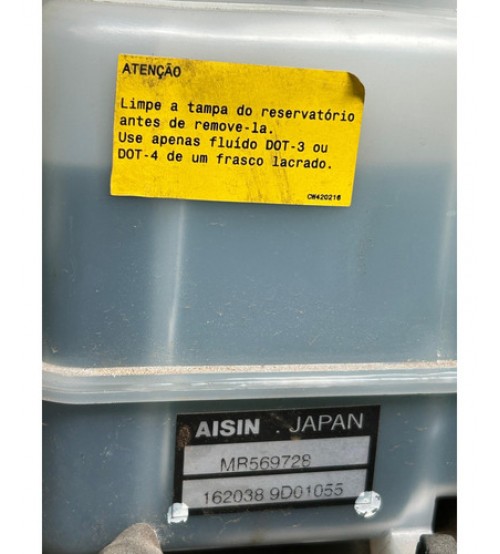 ATENÇÃO
Limpe a tampa do reservatório
antes de remove-la.
Use apenas fluído DOT-3 ou
DOT-4 de um frasco lacrado.
CW420216
AISIN JAPAN
MR569728
162038 9D01055